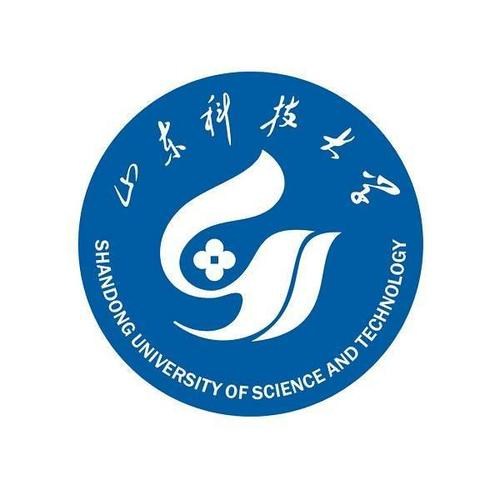 山东科技大学
SHANDONG UNIVERSITY OF SCIENCE AND TECHNOLOGY